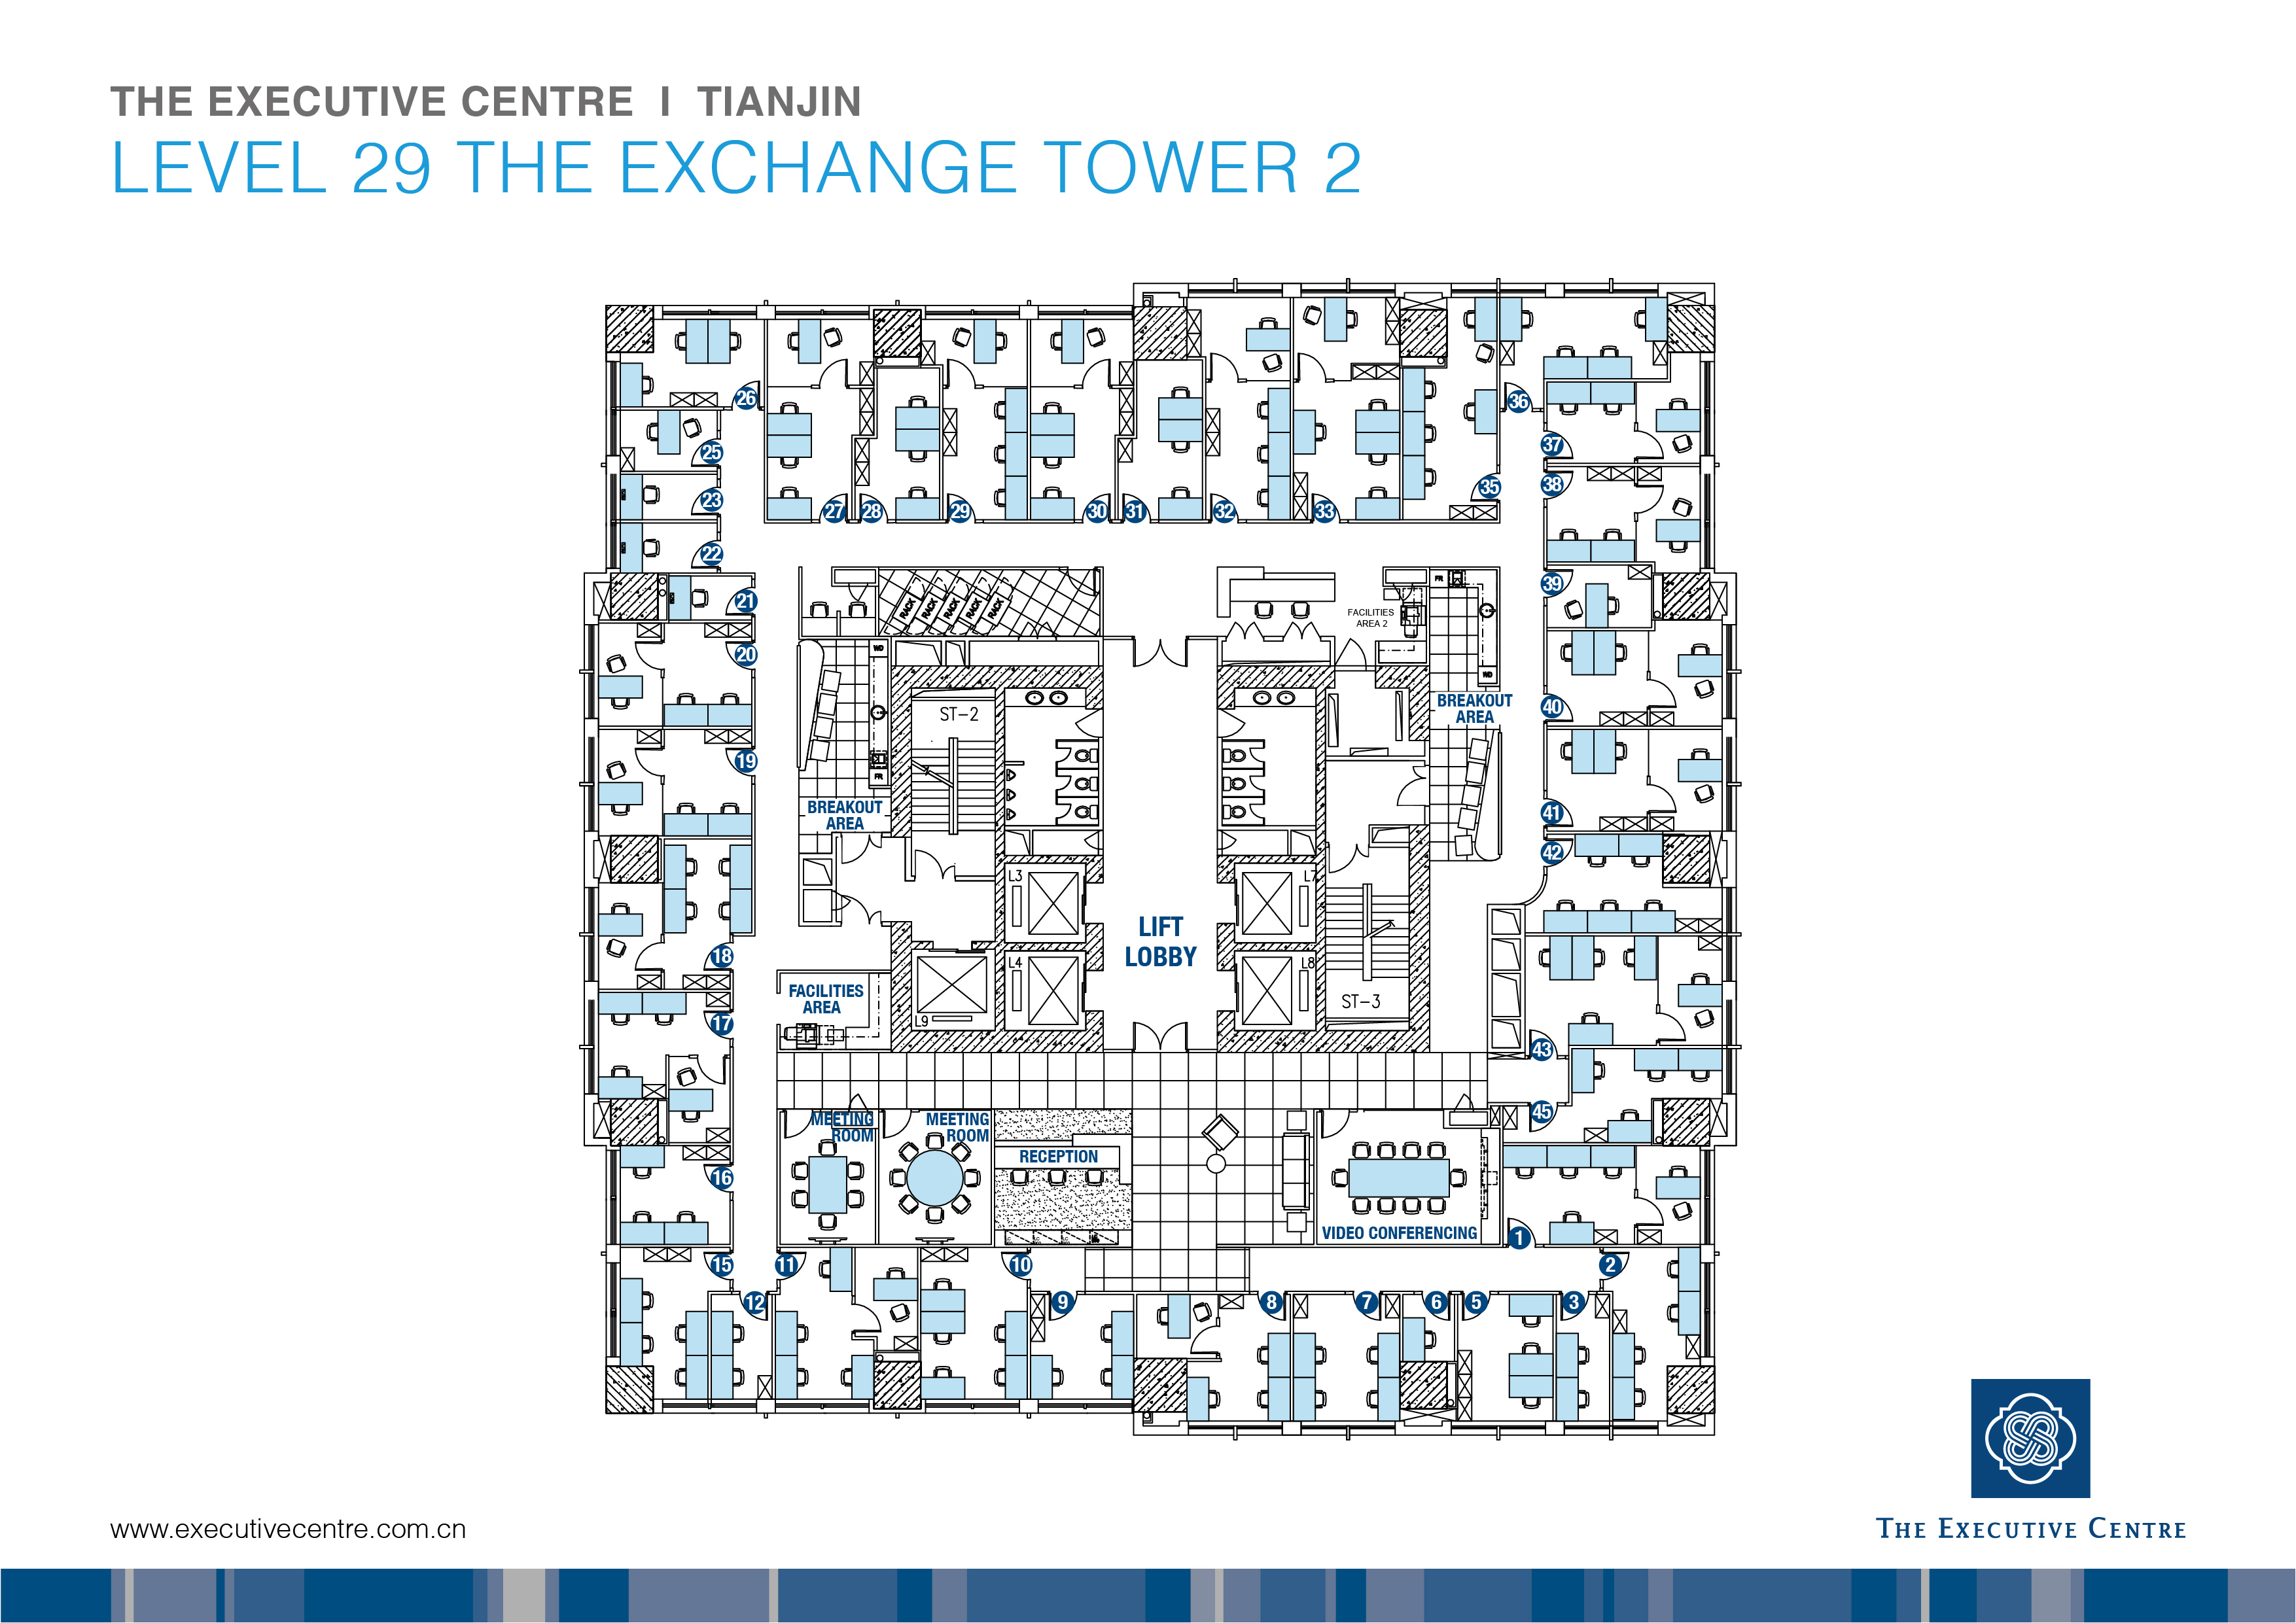 THE EXECUTIVE CENTRE I TIANJIN
LEVEL 29 THE EXCHANGE TOWER 2
26
25
23
22
27
28
29
30
31
32
33
35
36
37
38
39
21
20
19
18
17
16
15
40
41
42
43
45
RACK
RACK
RACK
RACK
FACILITIES
AREA 2
FR
WD
WD
FR
ST-2
BREAKOUT
AREA
BREAKOUT
AREA
L3
L7
LIFT
LOBBY
L4
L8
L9
ST-3
FACILITIES
AREA
MEETING
ROOM
MEETING
ROOM
RECEPTION
VIDEO CONFERENCING
1
2
11
10
12
9
8
7
6
5
3
THE EXECUTIVE CENTRE
www.executivecentre.com.cn